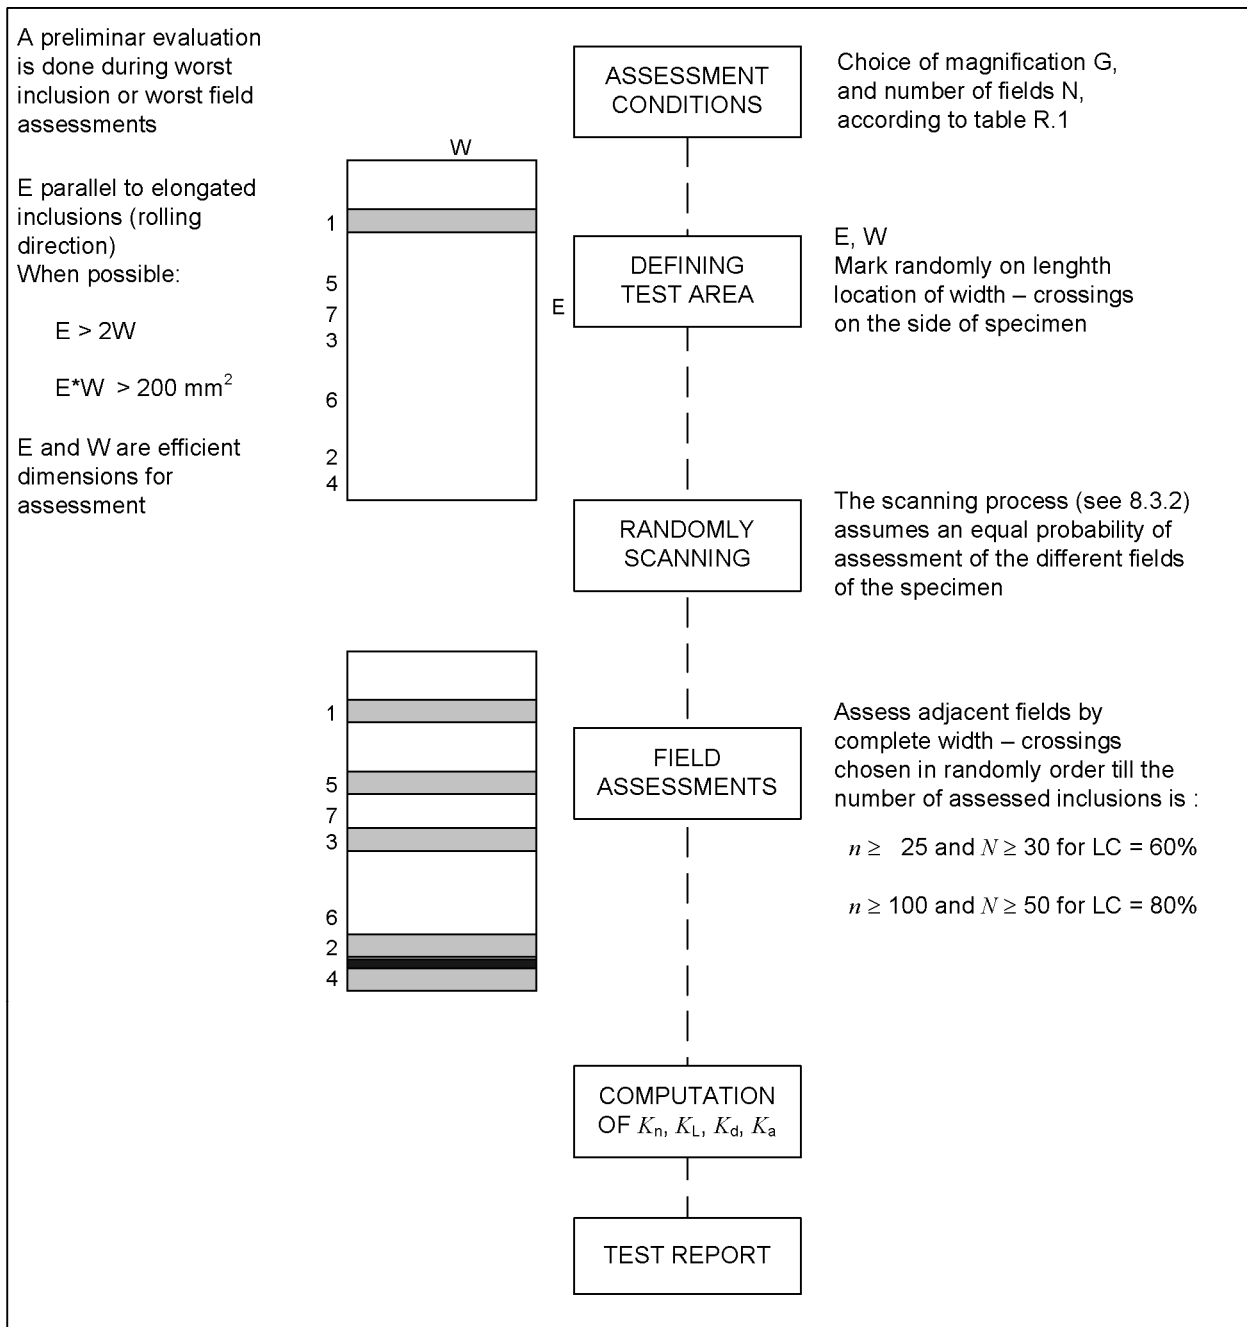 A preliminar evaluation
is done during worst
inclusion or worst field
assessments
E parallel to elongated
inclusions (rolling
direction)
When possible:
E > 2W
E*W > 200 mm²
E and W are efficient
dimensions for
assessment
W
1
5
7
3
6
2
4
E
ASSESSMENT
CONDITIONS
Choice of magnification G,
and number of fields N,
according to table R.1
DEFINING
TEST AREA
E, W
Mark randomly on lenghth
location of width – crossings
on the side of specimen
RANDOMLY
SCANNING
The scanning process (see 8.3.2)
assumes an equal probability of
assessment of the different fields
of the specimen
1
5
7
3
6
2
4
FIELD
ASSESSMENTS
Assess adjacent fields by
complete width – crossings
chosen in randomly order till the
number of assessed inclusions is :
n ≥ 25 and N ≥ 30 for LC = 60%
n ≥ 100 and N ≥ 50 for LC = 80%
COMPUTATION
OF Kn, KL, Kd, Ka
TEST REPORT